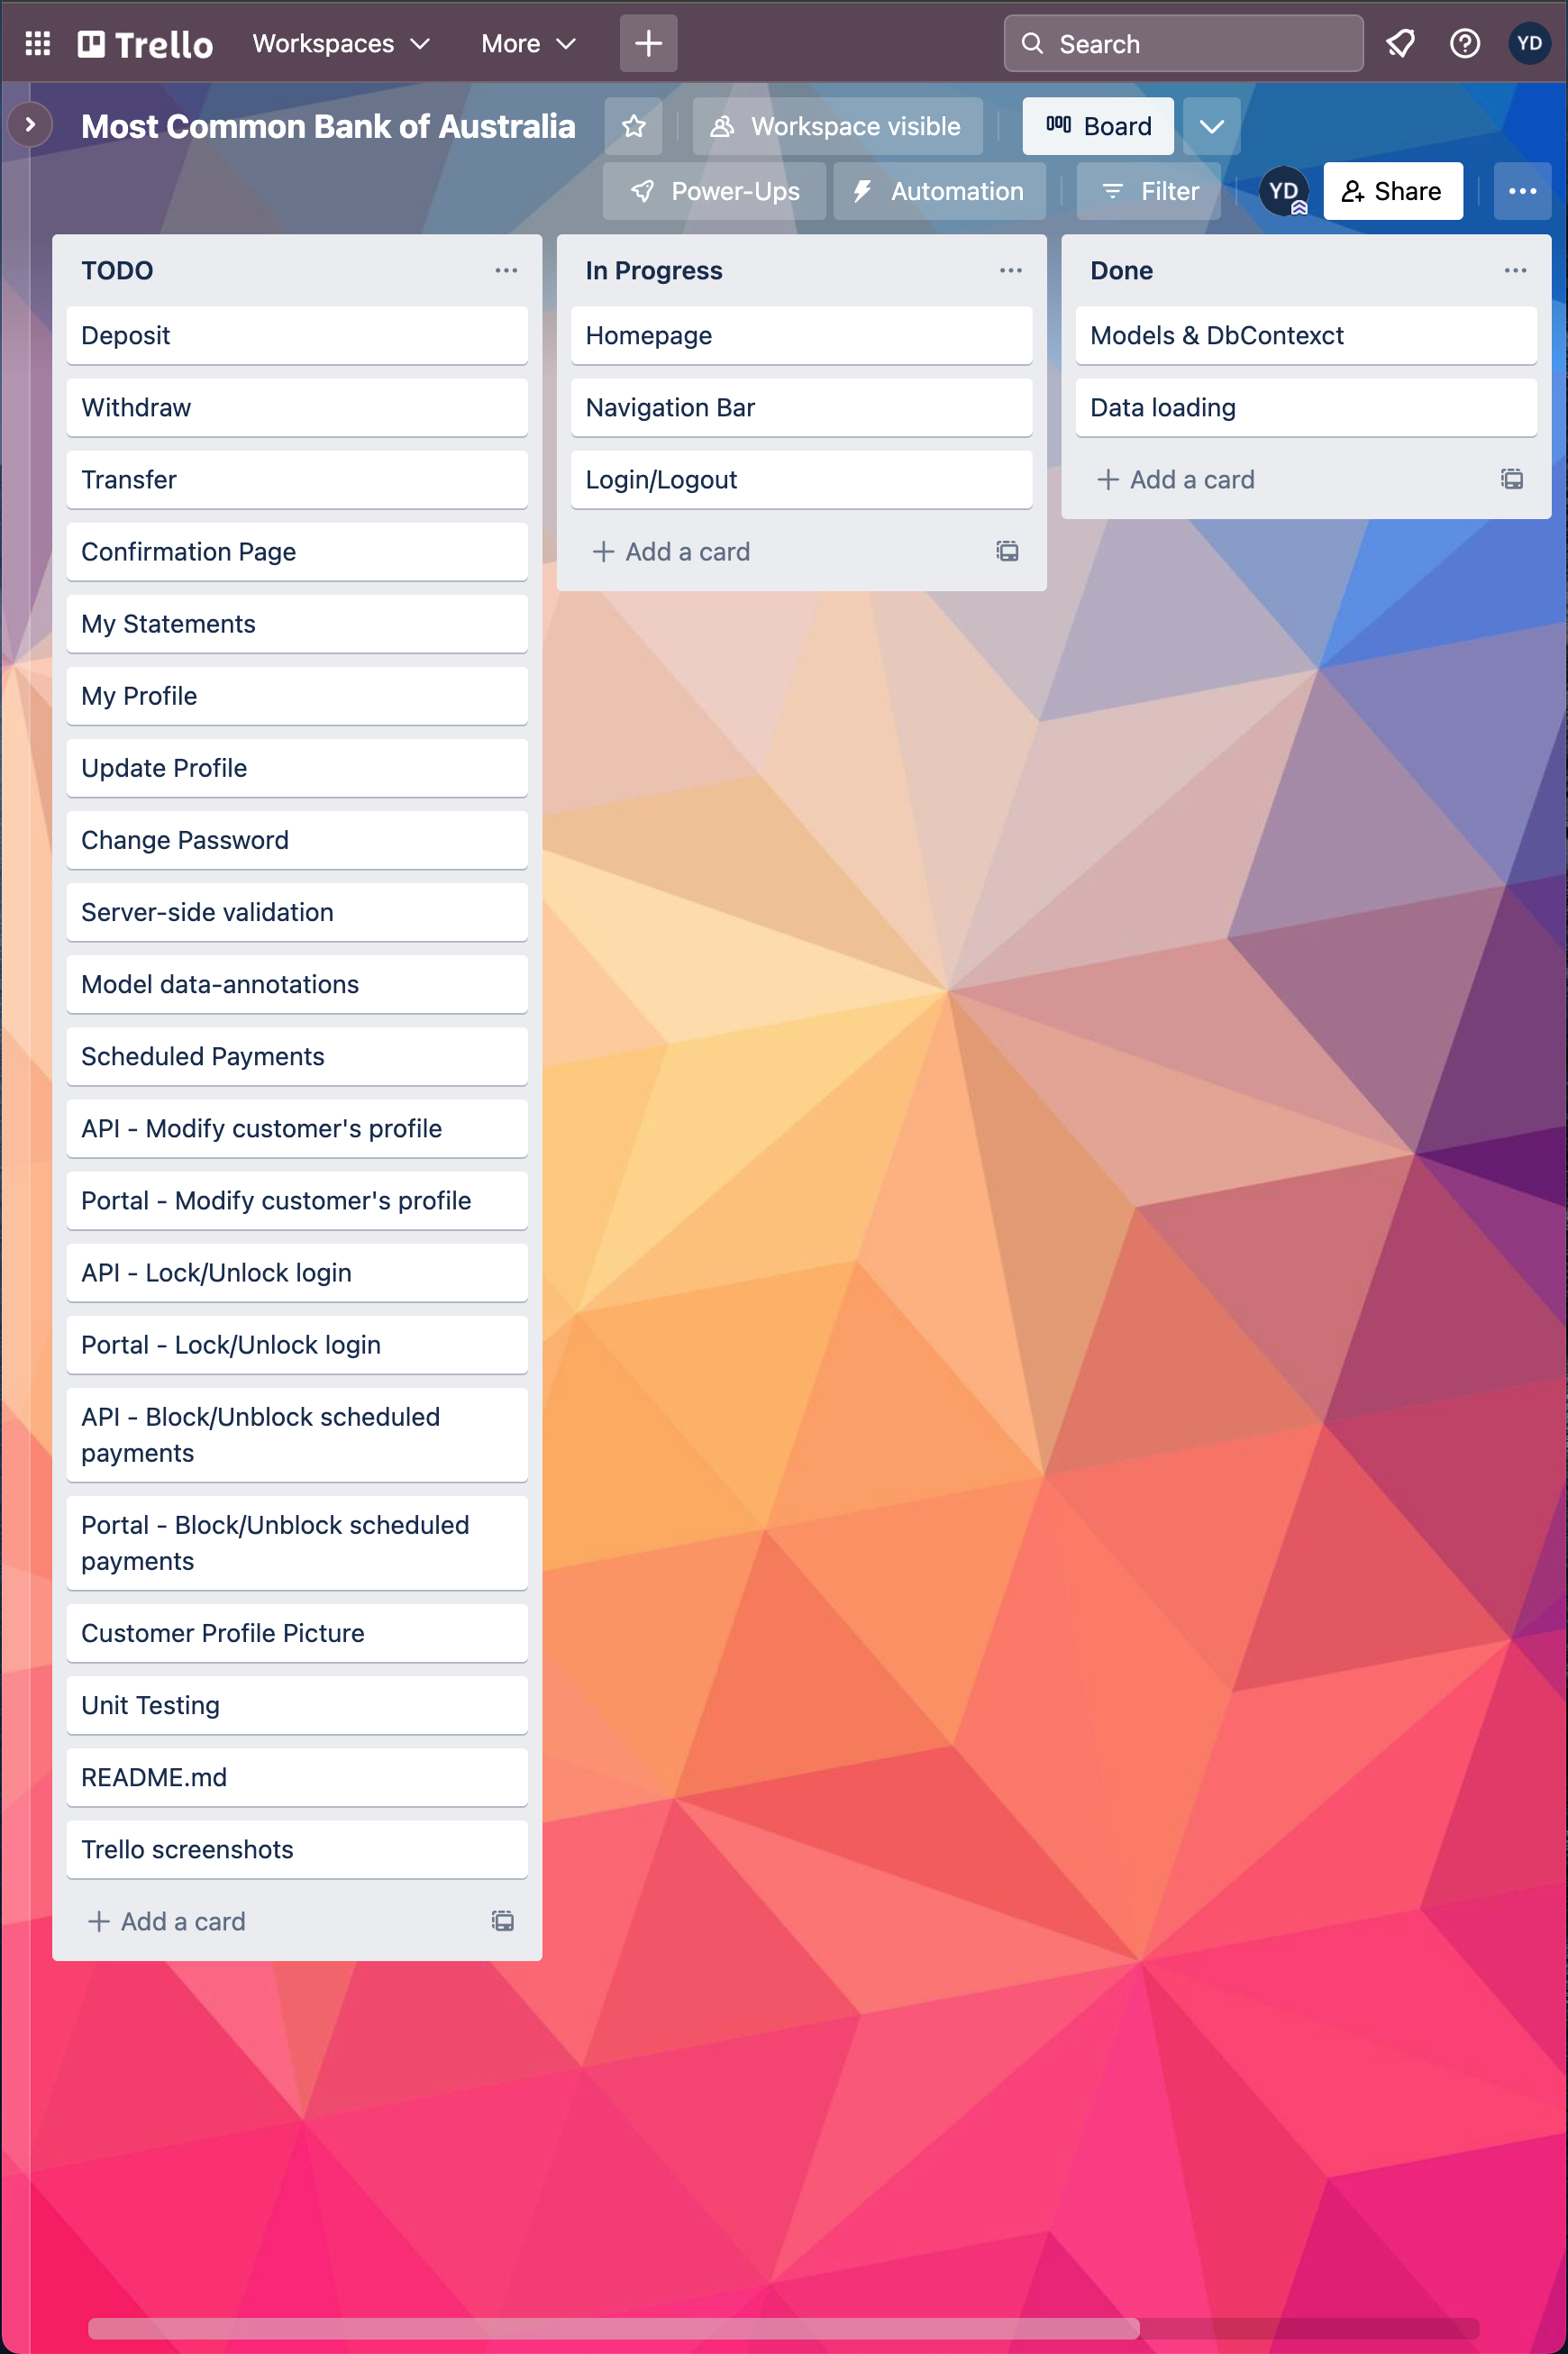 Trello Workspaces More Search YD
Most Common Bank of Australia Workspace visible Board
Power-Ups Automation Filter YD Share
TODO
Deposit
Withdraw
Transfer
Confirmation Page
My Statements
My Profile
Update Profile
Change Password
Server-side validation
Model data-annotations
Scheduled Payments
API - Modify customer's profile
Portal - Modify customer's profile
API - Lock/Unlock login
Portal - Lock/Unlock login
API - Block/Unblock scheduled
payments
Portal - Block/Unblock scheduled
payments
Customer Profile Picture
Unit Testing
README.md
Trello screenshots
Add a card
In Progress
Homepage
Navigation Bar
Login/Logout
Add a card
Done
Models & DbContexct
Data loading
Add a card